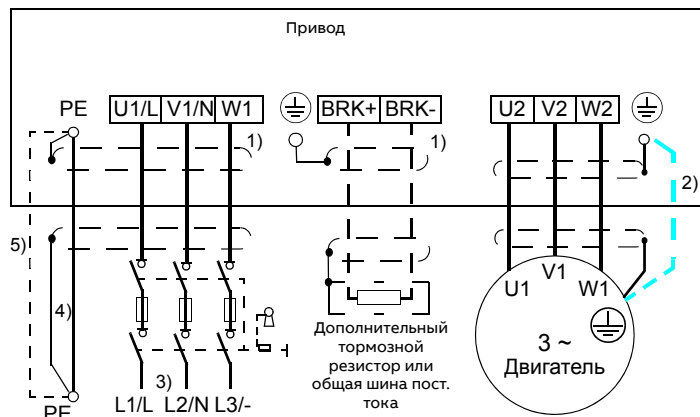 Привод
PE U1/L V1/N W1 BRK+ BRK- U2 V2 W2
1) 1) 2)
5)
4)
V1
U1 W1
3 ~
Двигатель
Дополнительный
тормозной
резистор или
общая шина пост.
тока
3)
PE L1/L L2/N L3/-